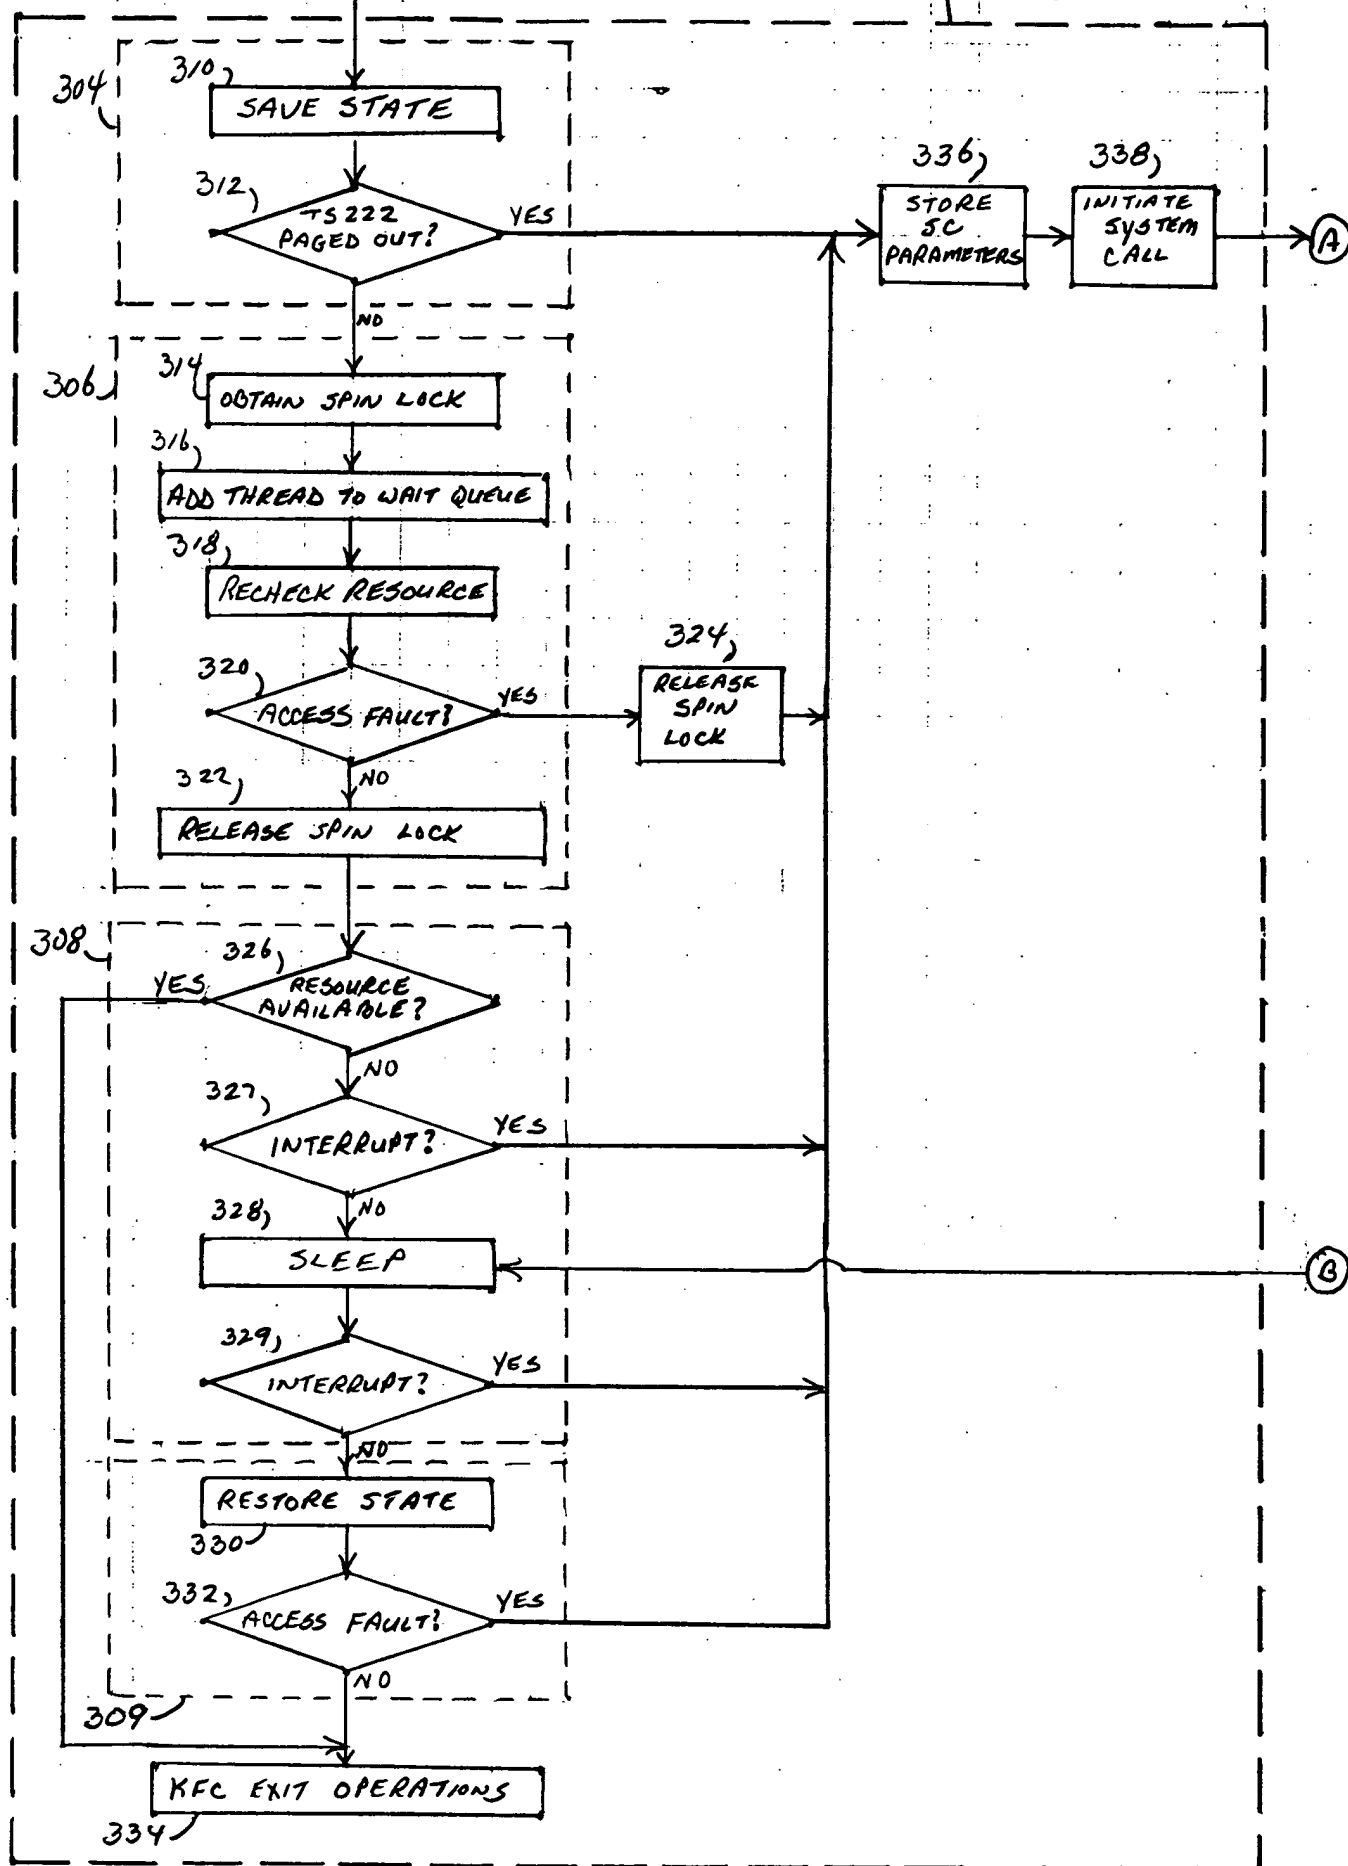 304
310
SAVE STATE
312
TS222
PAGED OUT?
YES
NO
336
STORE
SC
PARAMETERS
338
INITIATE
SYSTEM
CALL
A
306
314
OBTAIN SPIN LOCK
316
ADD THREAD TO WAIT QUEUE
318
RECHECK RESOURCE
320
ACCESS FAULT?
YES
NO
324
RELEASE
SPIN
LOCK
322
RELEASE SPIN LOCK
308
326
YES
RESOURCE
AVAILABLE?
NO
327
INTERRUPT?
YES
NO
328
SLEEP
B
329
INTERRUPT?
YES
NO
RESTORE STATE
330
332
ACCESS FAULT?
YES
NO
309
KFC EXIT OPERATIONS
334